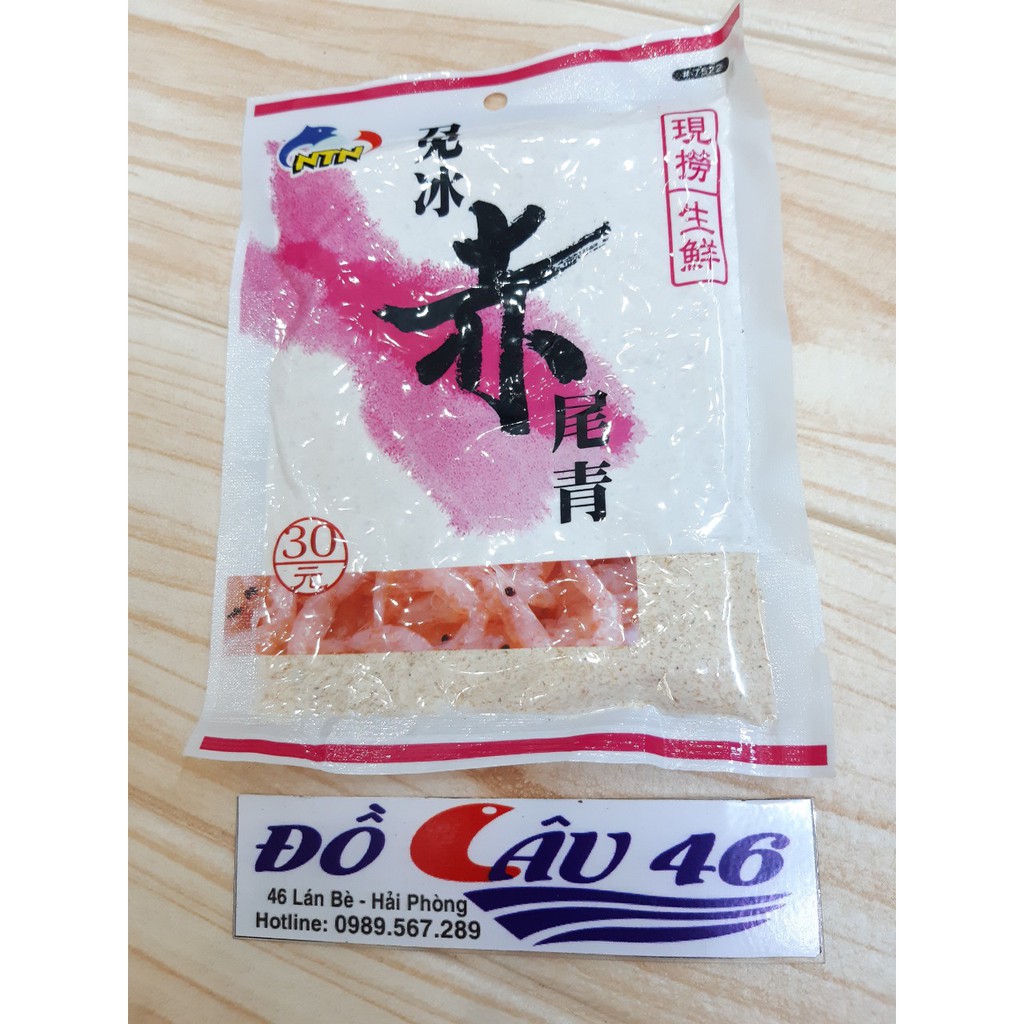 M-7522
NTN
免冰
赤
尾青
現撈
生鮮
30
元
ĐỒ CÂU 46
46 Lán Bè - Hải Phòng
Hotline: 0989.567.289